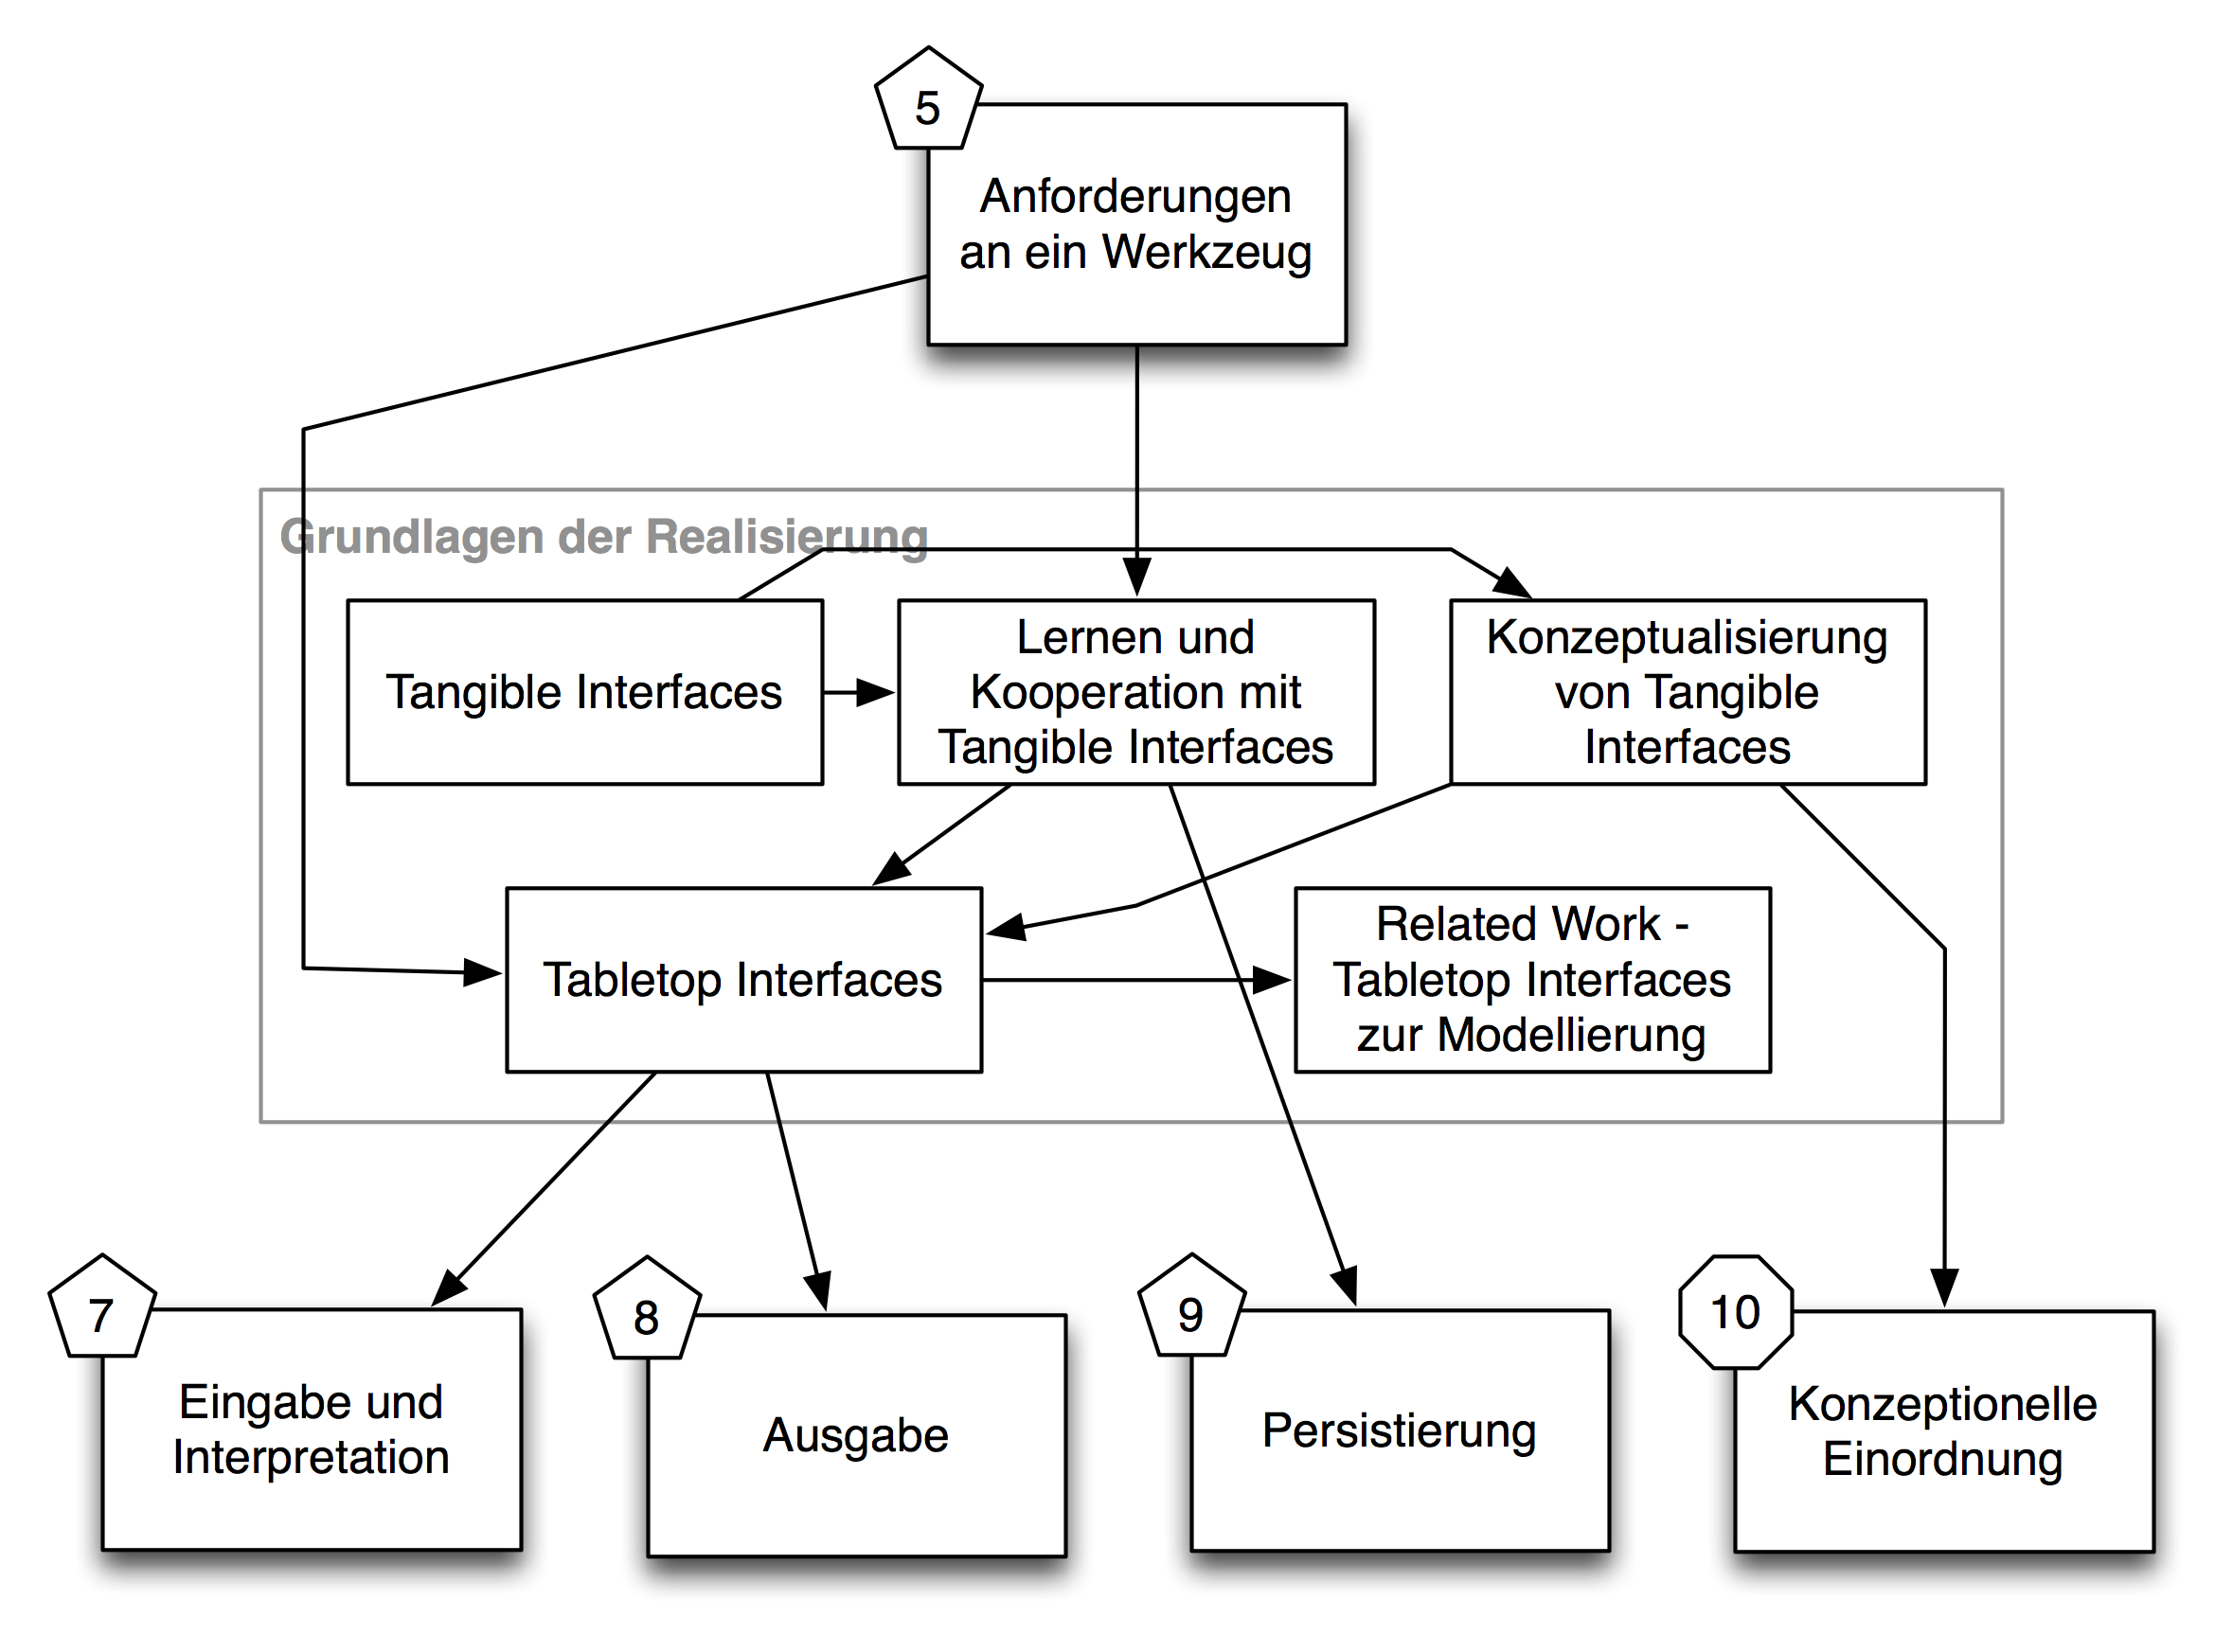 5
Anforderungen
an ein Werkzeug
Grundlagen der Realisierung
Tangible Interfaces
Lernen und
Kooperation mit
Tangible Interfaces
Konzeptualisierung
von Tangible
Interfaces
Tabletop Interfaces
Related Work -
Tabletop Interfaces
zur Modellierung
7
Eingabe und
Interpretation
8
Ausgabe
9
Persistierung
10
Konzeptionelle
Einordnung